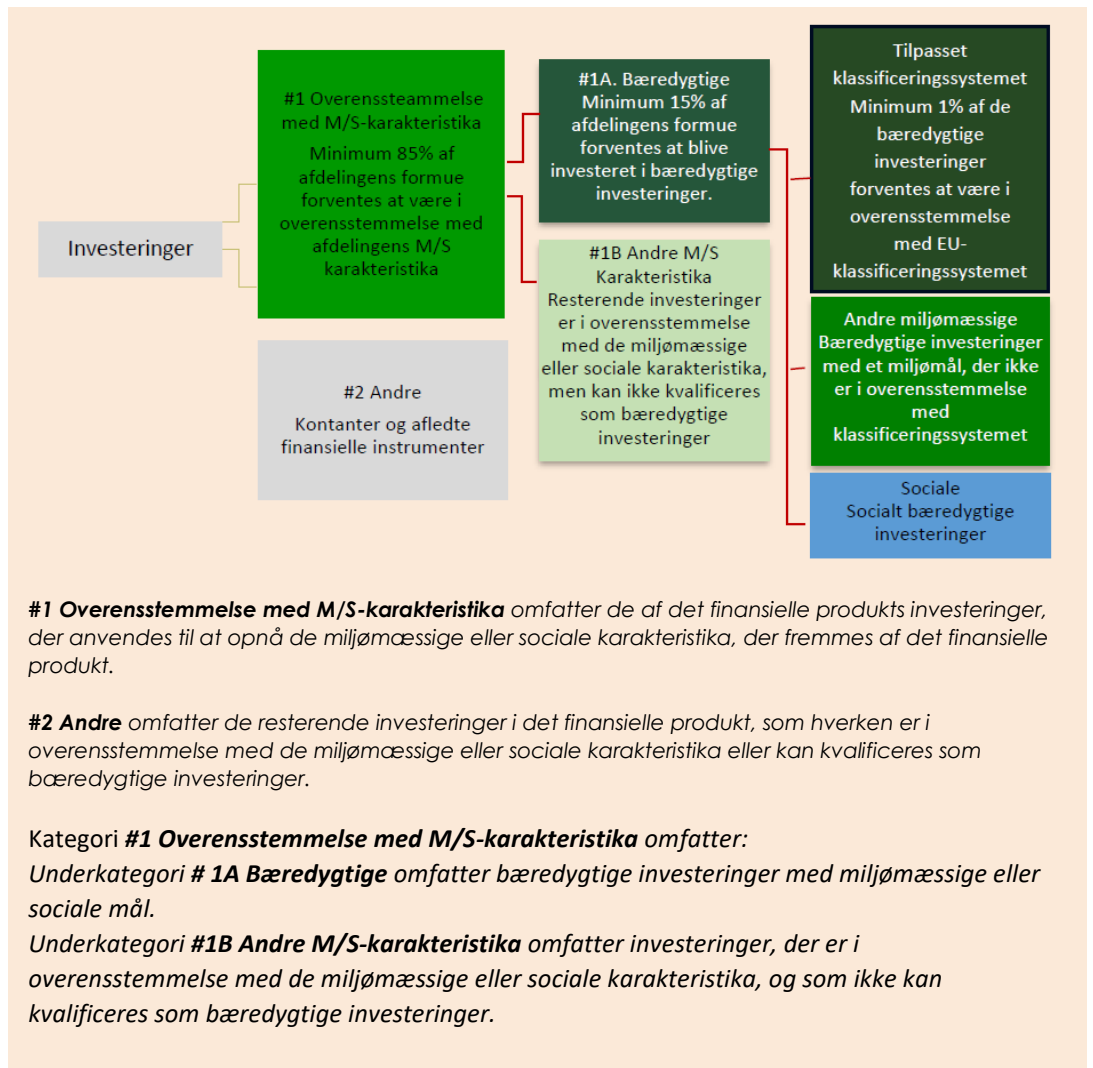 Investeringer
#1 Overenssteammelse
med M/S-karakteristika
Minimum 85% af
afdelingens formue
forventes at være i
overensstemmelse med
afdelingens M/S
karakteristika
#2 Andre
Kontanter og afledte
finansielle instrumenter
#1A. Bæredygtige
Minimum 15% af
afdelingens formue
forventes at blive
investeret i bæredygtige
investeringer.
#1B Andre M/S
Karakteristika
Resterende investeringer
er i overensstemmelse
med de miljømæssige
eller sociale karakteristika,
men kan ikke kvalificeres
som bæredygtige
investeringer
Tilpasset
klassificeringssystemet
Minimum 1% af de
bæredygtige
investeringer
forventes at være i
overensstemmelse
med EU-
klassificeringssystemet
Andre miljømæssige
Bæredygtige investeringer
med et miljømål, der ikke
er i overensstemmelse
med
klassificeringssystemet
Sociale
Socialt bæredygtige
investeringer
#1 Overensstemmelse med M/S-karakteristika omfatter de af det finansielle produkts investeringer,
der anvendes til at opnå de miljømæssige eller sociale karakteristika, der fremmes af det finansielle
produkt.
#2 Andre omfatter de resterende investeringer i det finansielle produkt, som hverken er i
overensstemmelse med de miljømæssige eller sociale karakteristika eller kan kvalificeres som
bæredygtige investeringer.
Kategori #1 Overensstemmelse med M/S-karakteristika omfatter:
Underkategori # 1A Bæredygtige omfatter bæredygtige investeringer med miljømæssige eller
sociale mål.
Underkategori #1B Andre M/S-karakteristika omfatter investeringer, der er i
overensstemmelse med de miljømæssige eller sociale karakteristika, og som ikke kan
kvalificeres som bæredygtige investeringer.